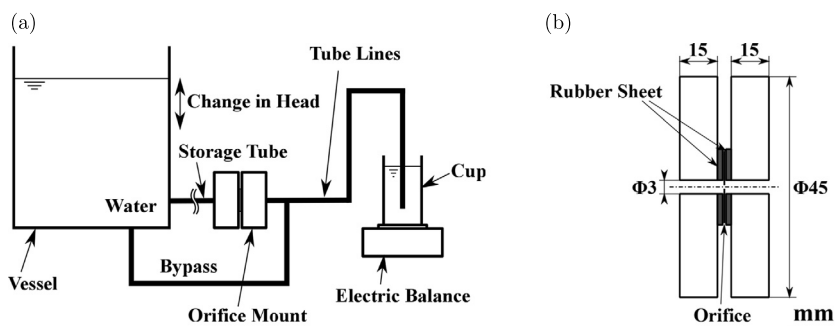 (a)
Tube Lines
Change in Head
Storage Tube
Cup
Water
Vessel
Bypass
Orifice Mount
Electric Balance
(b)
15
15
Rubber Sheet
Φ3
Φ45
Orifice
mm